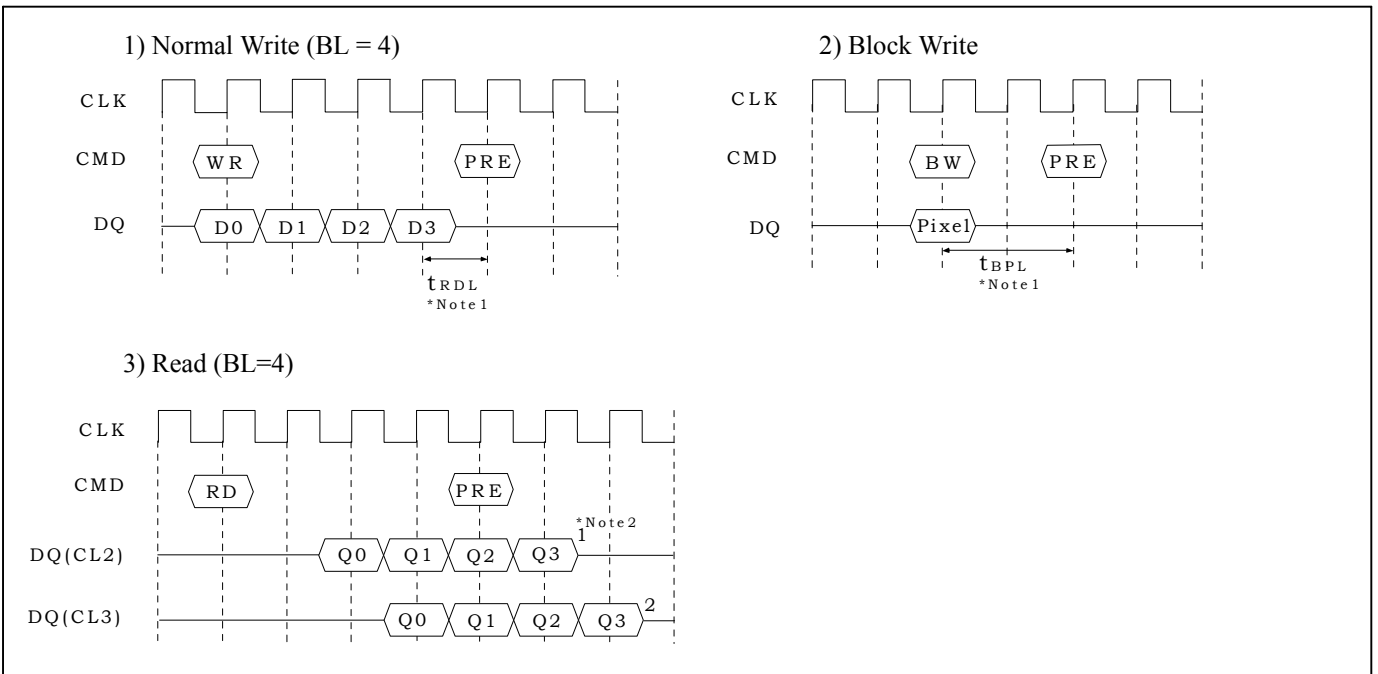 1) Normal Write (BL = 4)
CLK
CMD
WR
PRE
DQ
D0
D1
D2
D3
tRDL
*Note1
2) Block Write
CLK
CMD
BW
PRE
DQ
Pixel
tBPL
*Note1
3) Read (BL=4)
CLK
CMD
RD
PRE
*Note2
DQ(CL2)
Q0
Q1
Q2
Q3
1
DQ(CL3)
Q0
Q1
Q2
Q3
2